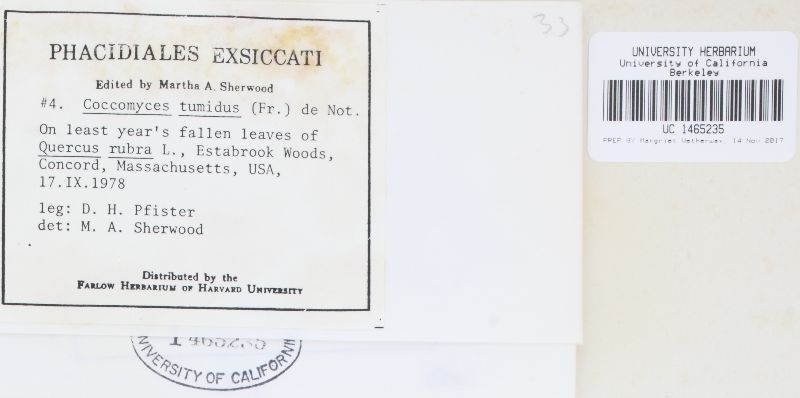 33
PHACIDIALES EXSICCATI
Edited by Martha A. Sherwood
#4. Coccomyces tumidus (Fr.) de Not.
On least year's fallen leaves of
Quercus rubra L., Estabrook Woods,
Concord, Massachusetts, USA,
17.IX.1978
leg: D. H. Pfister
det: M. A. Sherwood
Distributed by the
FARLOW HERBARIUM OF HARVARD UNIVERSITY
UNIVERSITY HERBARIUM
University of California
Berkeley
UC 1465235
PREP BY Margriet Wetherwax, 14 Nov 2017
1465235
UNIVERSITY OF CALIFORNI